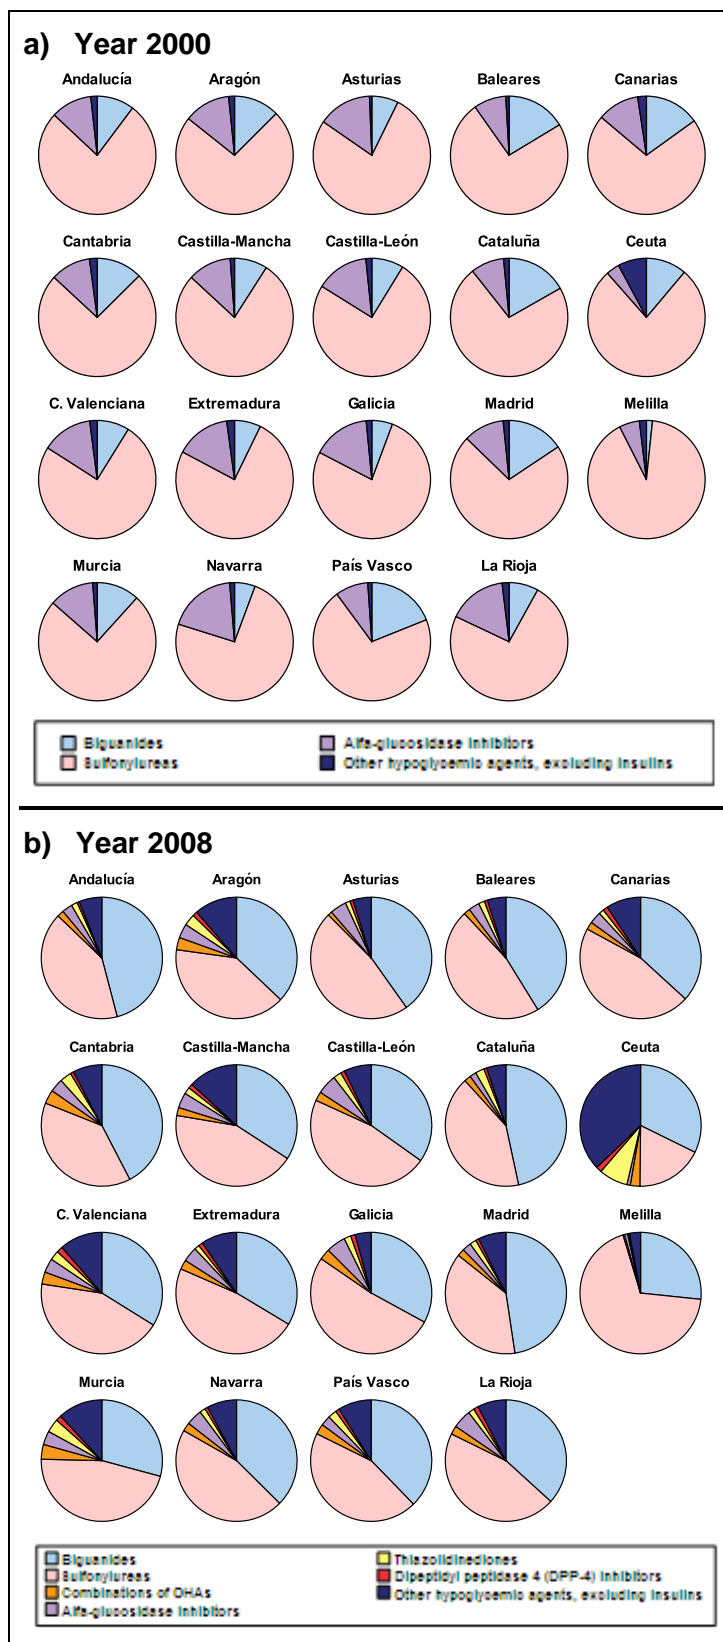 a) Year 2000
Andalucía Aragón Asturias Baleares Canarias
Cantabria Castilla-Mancha Castilla-León Cataluña Ceuta
C. Valenciana Extremadura Galicia Madrid Melilla
Murcia Navarra País Vasco La Rioja
Biguanides Alfa-glucosidase inhibitors
Sulfonylureas Other hypoglycemic agents, excluding insulins
b) Year 2008
Andalucía Aragón Asturias Baleares Canarias
Cantabria Castilla-Mancha Castilla-León Cataluña Ceuta
C. Valenciana Extremadura Galicia Madrid Melilla
Murcia Navarra País Vasco La Rioja
Biguanides Thiazolidinediones
Sulfonylureas Dipeptidyl peptidase 4 (DPP-4) inhibitors
Combinations of OHAs Other hypoglycemic agents, excluding insulins
Alfa-glucosidase inhibitors